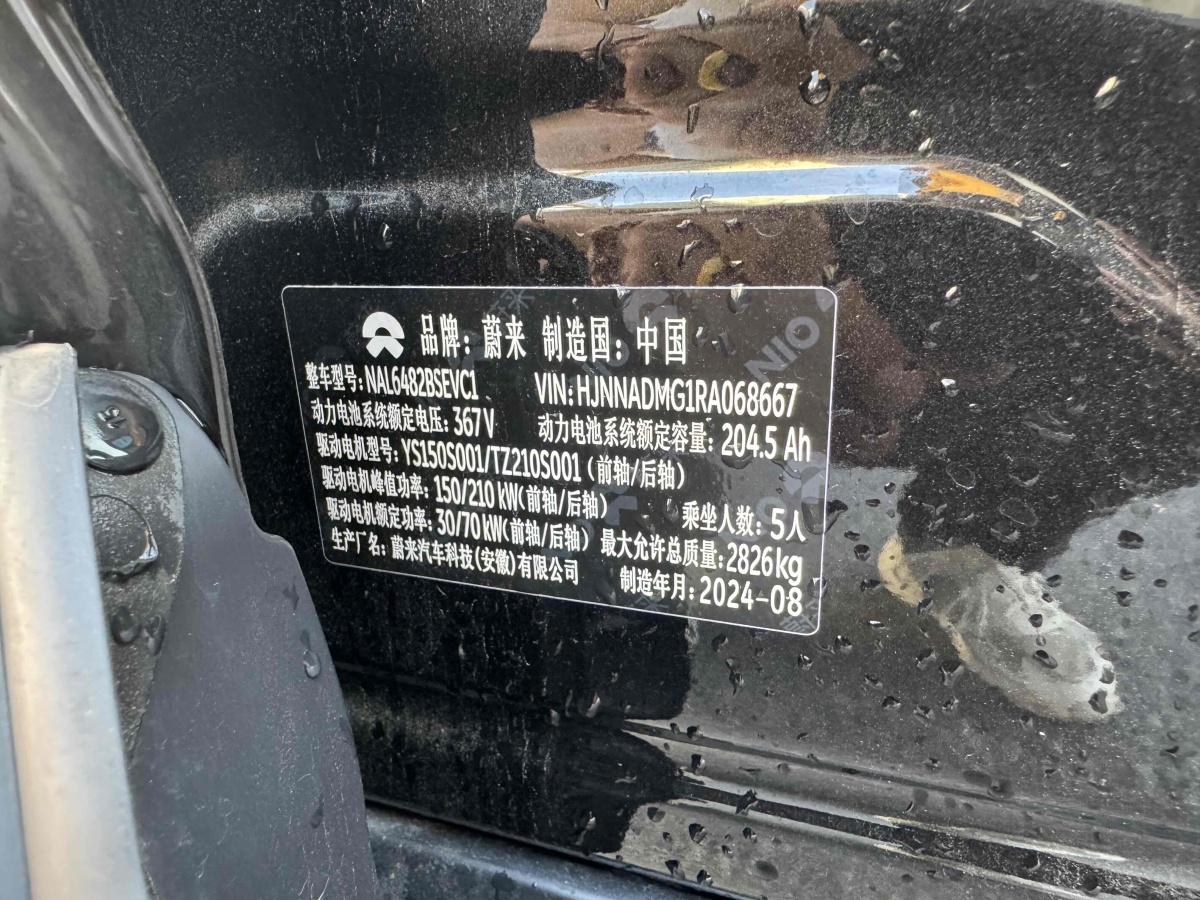 品牌：蔚来 制造国：中国
整车型号：NAL6482BSEVC1 VIN：HJNNADMG1RA068667
动力电池系统额定电压：367V 动力电池系统额定容量：204.5 Ah
驱动电机型号：YS150S001/TZ210S001（前轴/后轴）
驱动电机峰值功率：150/210 kW(前轴/后轴) 乘坐人数：5人
驱动电机额定功率：30/70kW(前轴/后轴) 最大允许总质量：2826kg
生产厂名：蔚来汽车科技(安徽)有限公司 制造年月：2024-08